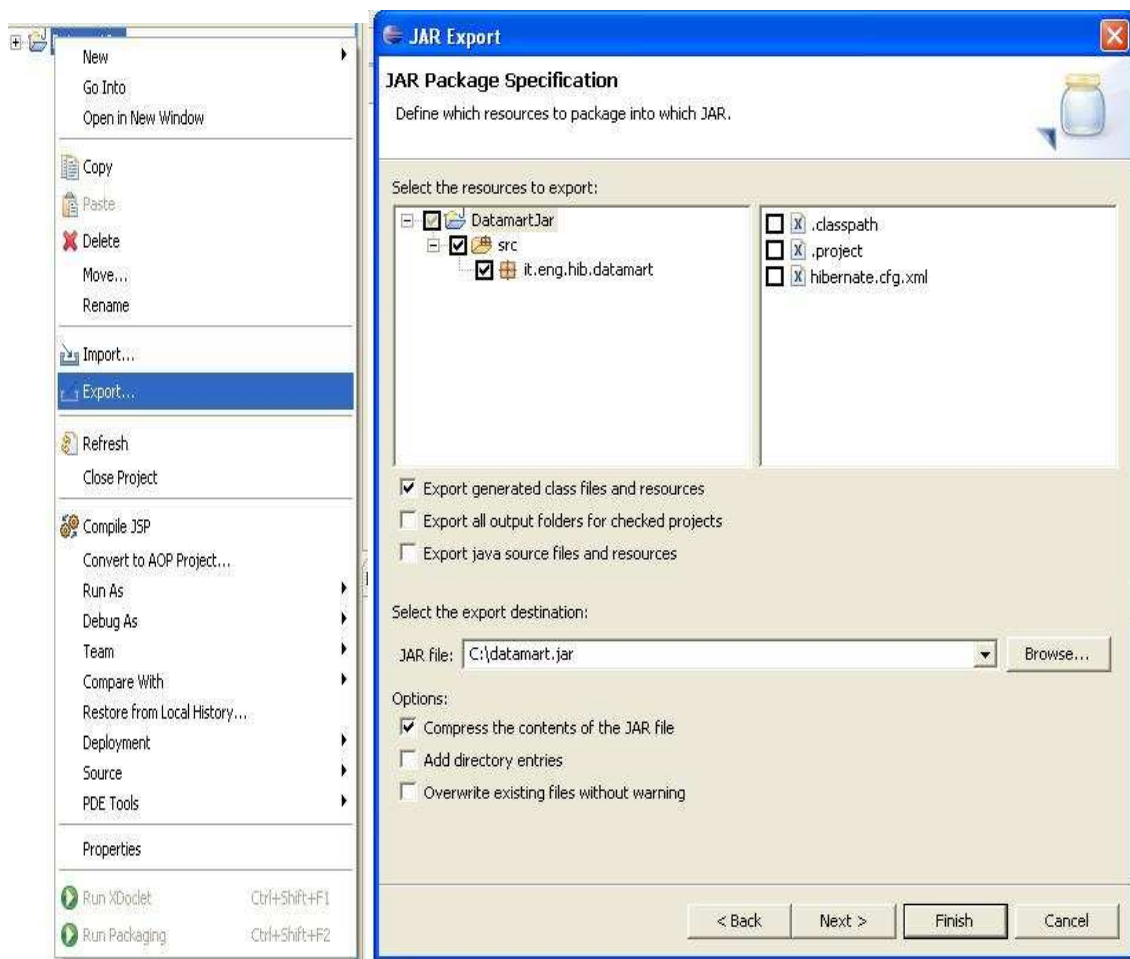 New
Go Into
Open in New Window
Copy
Paste
Delete
Move...
Rename
Import...
Export...
Refresh
Close Project
Compile JSP
Convert to AOP Project...
Run As
Debug As
Team
Compare With
Restore from Local History...
Deployment
Source
PDE Tools
Properties
Run XDoclet Ctrl+Shift+F1
Run Packaging Ctrl+Shift+F2
JAR Export
JAR Package Specification
Define which resources to package into which JAR.
Select the resources to export:
DatamartJar
src
it.eng.hib.datamart
.classpath
.project
hibernate.cfg.xml
Export generated class files and resources
Export all output folders for checked projects
Export java source files and resources
Select the export destination:
JAR file: C:\datamart.jar Browse...
Options:
Compress the contents of the JAR file
Add directory entries
Overwrite existing files without warning
< Back Next > Finish Cancel